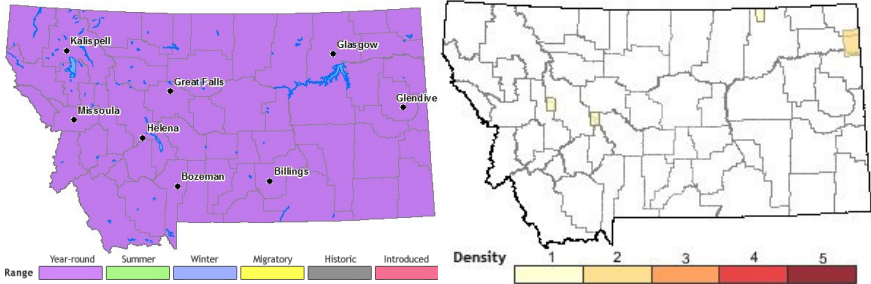 Kalispell
Glasgow
Great Falls
Glendive
Missoula
Helena
Bozeman
Billings
Range
Year-round Summer Winter Migratory Historic Introduced
Density
1 2 3 4 5